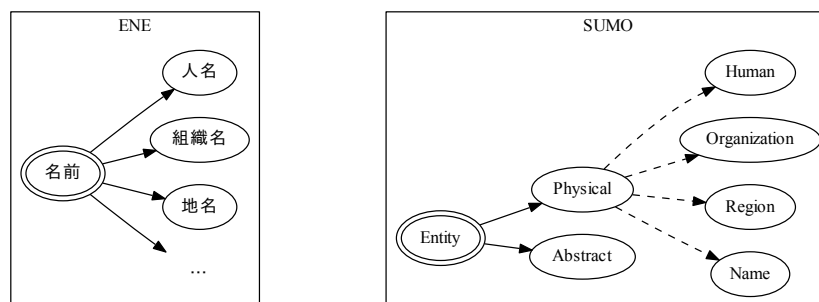 ENE
名前
人名
組織名
地名
...
SUMO
Entity
Physical
Abstract
Human
Organization
Region
Name